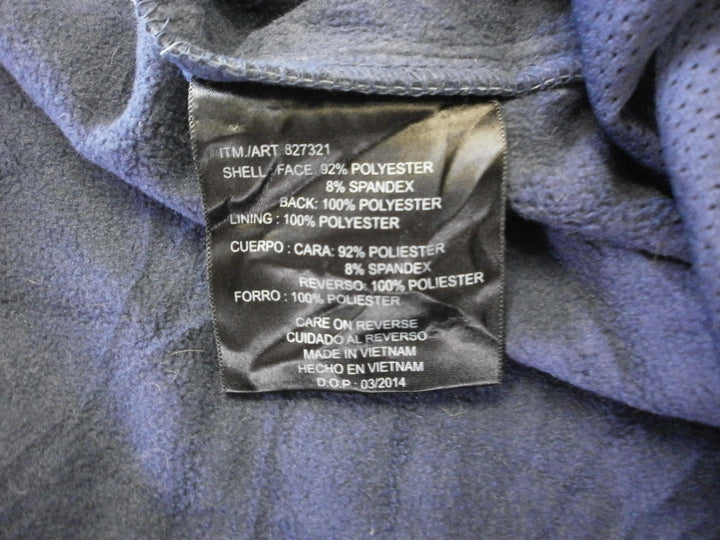 ITM./ART 827321
SHELL : FACE: 92% POLYESTER
8% SPANDEX
BACK: 100% POLYESTER
LINING : 100% POLYESTER
CUERPO : CARA: 92% POLIESTER
8% SPANDEX
REVERSO: 100% POLIESTER
FORRO : 100% POLIESTER
CARE ON REVERSE
CUIDADO AL REVERSO
MADE IN VIETNAM
HECHO EN VIETNAM
D.O.P : 03/2014